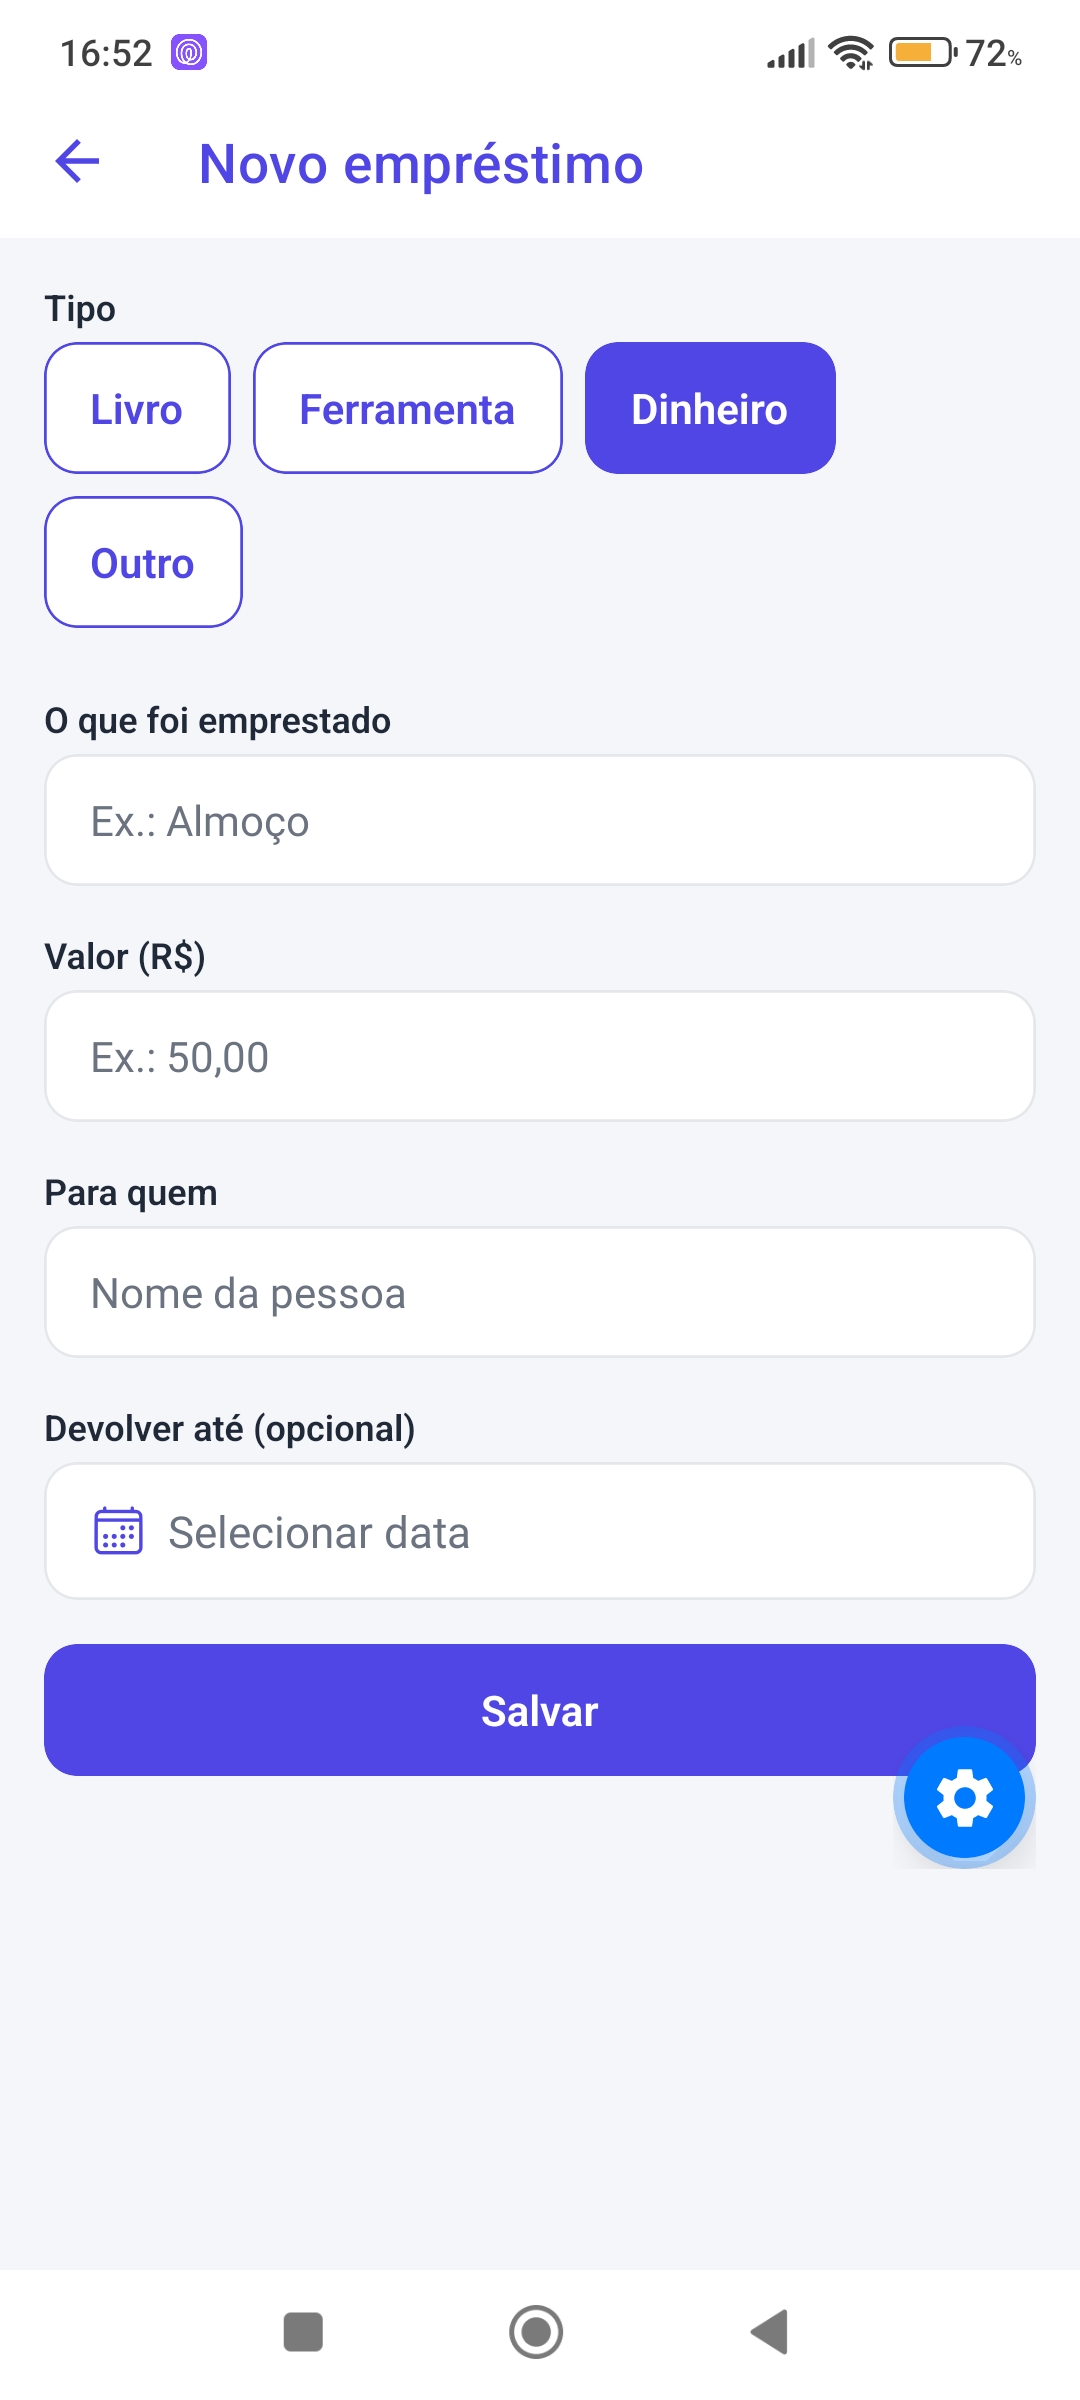 16:52
72%
Novo empréstimo
Tipo
Livro
Ferramenta
Dinheiro
Outro
O que foi emprestado
Ex.: Almoço
Valor (R$)
Ex.: 50,00
Para quem
Nome da pessoa
Devolver até (opcional)
Selecionar data
Salvar